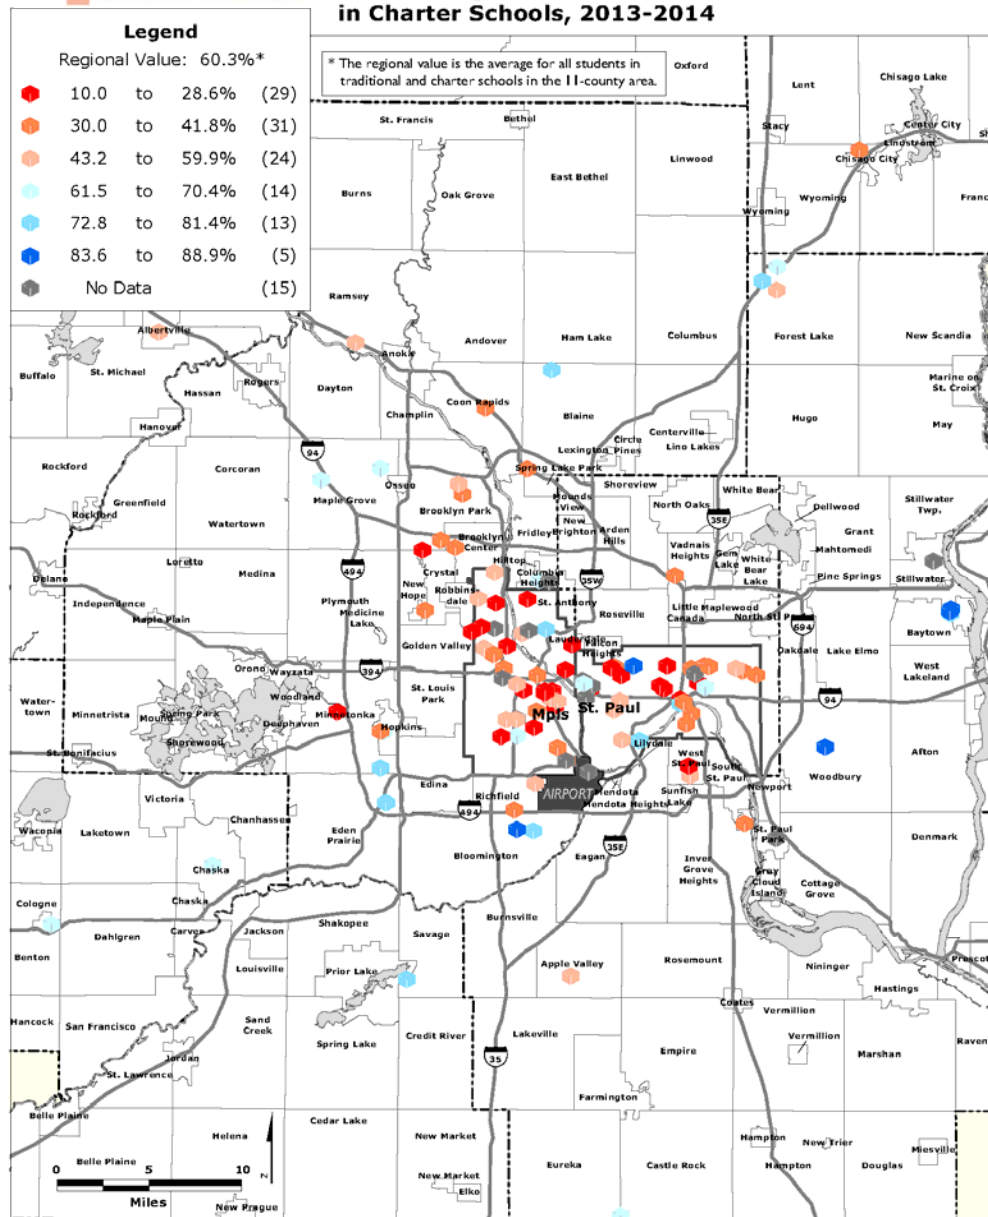 in Charter Schools, 2013-2014
Legend
Regional Value: 60.3%*
10.0 to 28.6% (29)
30.0 to 41.8% (31)
43.2 to 59.9% (24)
61.5 to 70.4% (14)
72.8 to 81.4% (13)
83.6 to 88.9% (5)
No Data (15)
* The regional value is the average for all students in
traditional and charter schools in the 11-county area.
Oxford
Lent
Chisago Lake
St. Francis
Bethel
Stacy
Center City
Lindstrom
Chisago City
Linwood
East Bethel
Burns
Oak Grove
Wyoming
Wyoming
Franc
Ramsey
Albertville
Andover
Ham Lake
Columbus
Forest Lake
New Scandia
Anoka
Buffalo
St. Michael
Rogers
Dayton
Hassan
Marine on
St. Croix
Coon Rapids
Champlin
Blaine
Hugo
May
Hanover
Centerville
Lino Lakes
Circle
Pines
Lexington
94
Rockford
Corcoran
Spring Lake Park
Shoreview
Osseo
Maple Grove
Greenfield
Rockford
Brooklyn Park
Mounds
View
North Oaks
White Bear
Dellwood
Stillwater
Twp.
35E
New
Brighton
Arden
Hills
Grant
Watertown
Fridley
Brooklyn
Center
Vadnais
Heights
Gem
Lake
White
Bear
Lake
Mahtomedi
Loretto
Medina
Hilltop
Crystal
Columbia
Heights
35W
Pine Springs
Stillwater
Delano
494
New
Hope
Robbins-
dale
St. Anthony
Independence
Plymouth
Medicine
Lake
Roseville
Little
Canada
Maplewood
North St. Paul
694
Baytown
Maple Plain
Golden Valley
Lauderdale
Falcon
Heights
Oakdale
Lake Elmo
West
Lakeland
Orono
Wayzata
394
Woodland
St. Louis
Park
94
Water-
town
Minnetrista
Mound
Spring Park
Minnetonka
Deephaven
Mpls
St. Paul
Hopkins
Shorewood
Lilydale
West
St. Paul
South
St. Paul
Afton
St. Bonifacius
Woodbury
Victoria
Edina
Richfield
AIRPORT
Mendota
Mendota Heights
Sunfish
Lake
Newport
Waconia
Laketown
Chanhassen
494
Eden
Prairie
St. Paul
Park
Denmark
Bloomington
Eagan
35E
Inver
Grove
Heights
Grey
Cloud
Island
Cottage
Grove
Chaska
Chaska
Cologne
Burnsville
Dahlgren
Carver
Jackson
Shakopee
Savage
Benton
Louisville
Prior Lake
Apple Valley
Rosemount
Nininger
Prescot
Hastings
Coates
Hancock
San Francisco
Sand
Creek
Credit River
Lakeville
Vermillion
Spring Lake
Vermillion
Raven
Jordan
35
Empire
Marshan
St. Lawrence
Farmington
Belle Plaine
Cedar Lake
Helena
New Market
Hampton
New Trier
Miesville
Belle Plaine
Eureka
Castle Rock
Hampton
Douglas
0 5 10
Miles
z
New Market
Elko
New Prague